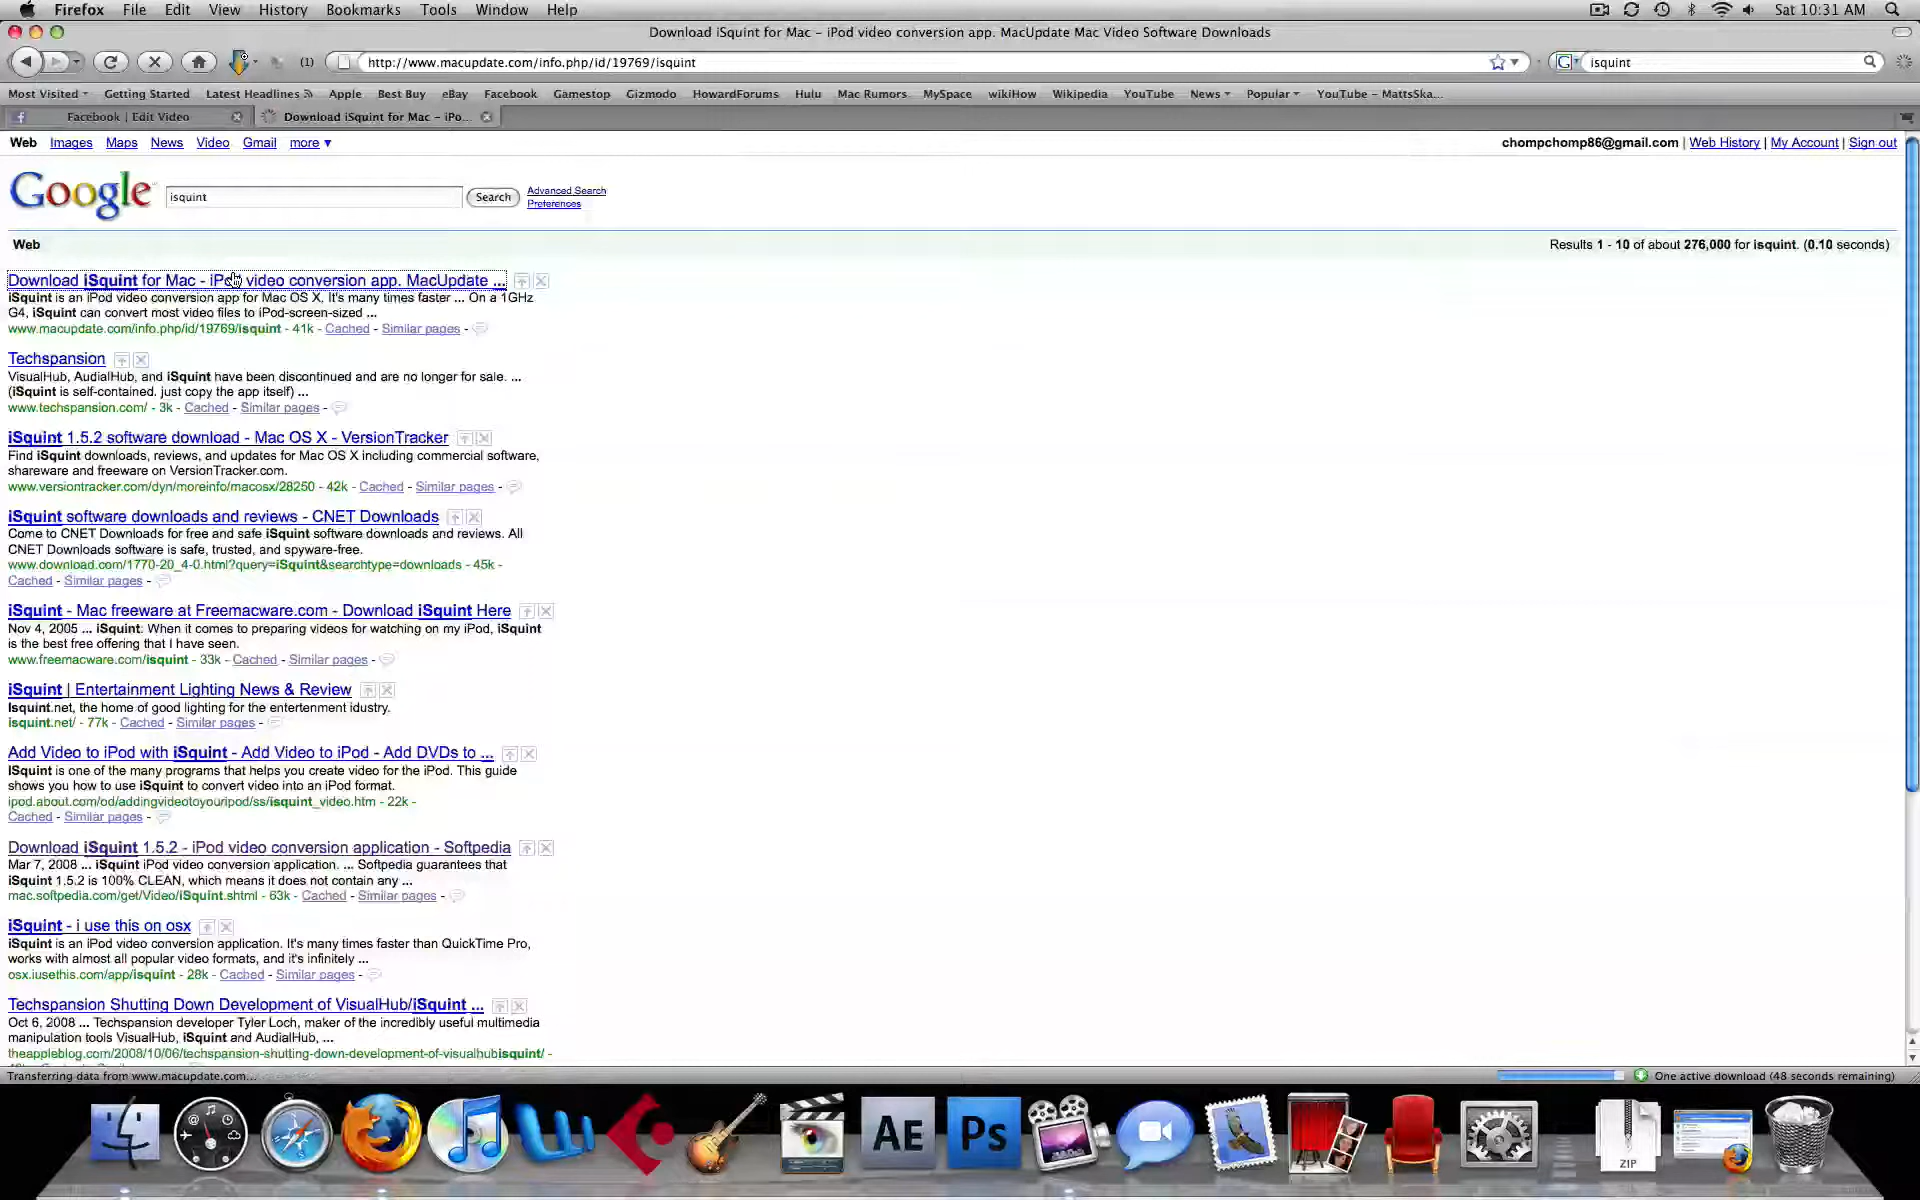 Firefox File Edit View History Bookmarks Tools Window Help Sat 10:31 AM
Download iSquint for Mac - iPod video conversion app. MacUpdate Mac Video Software Downloads
(1) http://www.macupdate.com/info.php/id/19769/isquint isquint
Most Visited Getting Started Latest Headlines Apple Best Buy eBay Facebook Gamestop Gizmodo HowardForums Hulu Mac Rumors MySpace wikiHow Wikipedia YouTube News Popular YouTube - MattsSka...
Facebook | Edit Video Download iSquint for Mac - iPo...
Web Images Maps News Video Gmail more ▼ chompchomp86@gmail.com | Web History | My Account | Sign out
Google isquint Search Advanced Search
Preferences
Web Results 1 - 10 of about 276,000 for isquint. (0.10 seconds)
Download iSquint for Mac - iPod video conversion app. MacUpdate ...
iSquint is an iPod video conversion app for Mac OS X. It's many times faster ... On a 1GHz
G4, iSquint can convert most video files to iPod-screen-sized ...
www.macupdate.com/info.php/id/19769/isquint - 41k - Cached - Similar pages -
Techspansion
VisualHub, AudialHub, and iSquint have been discontinued and are no longer for sale. ...
(iSquint is self-contained. just copy the app itself) ...
www.techspansion.com/ - 3k - Cached - Similar pages -
iSquint 1.5.2 software download - Mac OS X - VersionTracker
Find iSquint downloads, reviews, and updates for Mac OS X including commercial software,
shareware and freeware on VersionTracker.com.
www.versiontracker.com/dyn/moreinfo/macosx/28250 - 42k - Cached - Similar pages -
iSquint software downloads and reviews - CNET Downloads
Come to CNET Downloads for free and safe iSquint software downloads and reviews. All
CNET Downloads software is safe, trusted, and spyware-free.
www.download.com/1770-20_4-0.html?query=iSquint&searchtype=downloads - 45k -
Cached - Similar pages -
iSquint - Mac freeware at Freemacware.com - Download iSquint Here
Nov 4, 2005 ... iSquint: When it comes to preparing videos for watching on my iPod, iSquint
is the best free offering that I have seen.
www.freemacware.com/isquint - 33k - Cached - Similar pages -
iSquint | Entertainment Lighting News & Review
Isquint.net, the home of good lighting for the entertenment idustry.
isquint.net/ - 77k - Cached - Similar pages -
Add Video to iPod with iSquint - Add Video to iPod - Add DVDs to ...
iSquint is one of the many programs that helps you create video for the iPod. This guide
shows you how to use iSquint to convert video into an iPod format.
ipod.about.com/od/addingvideotoyouripod/ss/isquint_video.htm - 22k -
Cached - Similar pages -
Download iSquint 1.5.2 - iPod video conversion application - Softpedia
Mar 7, 2008 ... iSquint iPod video conversion application. ... Softpedia guarantees that
iSquint 1.5.2 is 100% CLEAN, which means it does not contain any ...
mac.softpedia.com/get/Video/iSquint.shtml - 63k - Cached - Similar pages -
iSquint - i use this on osx
iSquint is an iPod video conversion application. It's many times faster than QuickTime Pro,
works with almost all popular video formats, and it's infinitely ...
osx.iusethis.com/app/isquint - 28k - Cached - Similar pages -
Techspansion Shutting Down Development of VisualHub/iSquint ...
Oct 6, 2008 ... Techspansion developer Tyler Loch, maker of the incredibly useful multimedia
manipulation tools VisualHub, iSquint and AudialHub, ...
theappleblog.com/2008/10/06/techspansion-shutting-down-development-of-visualhubisquint/ -
Transferring data from www.macupdate.com... One active download (48 seconds remaining)
AE Ps ZIP